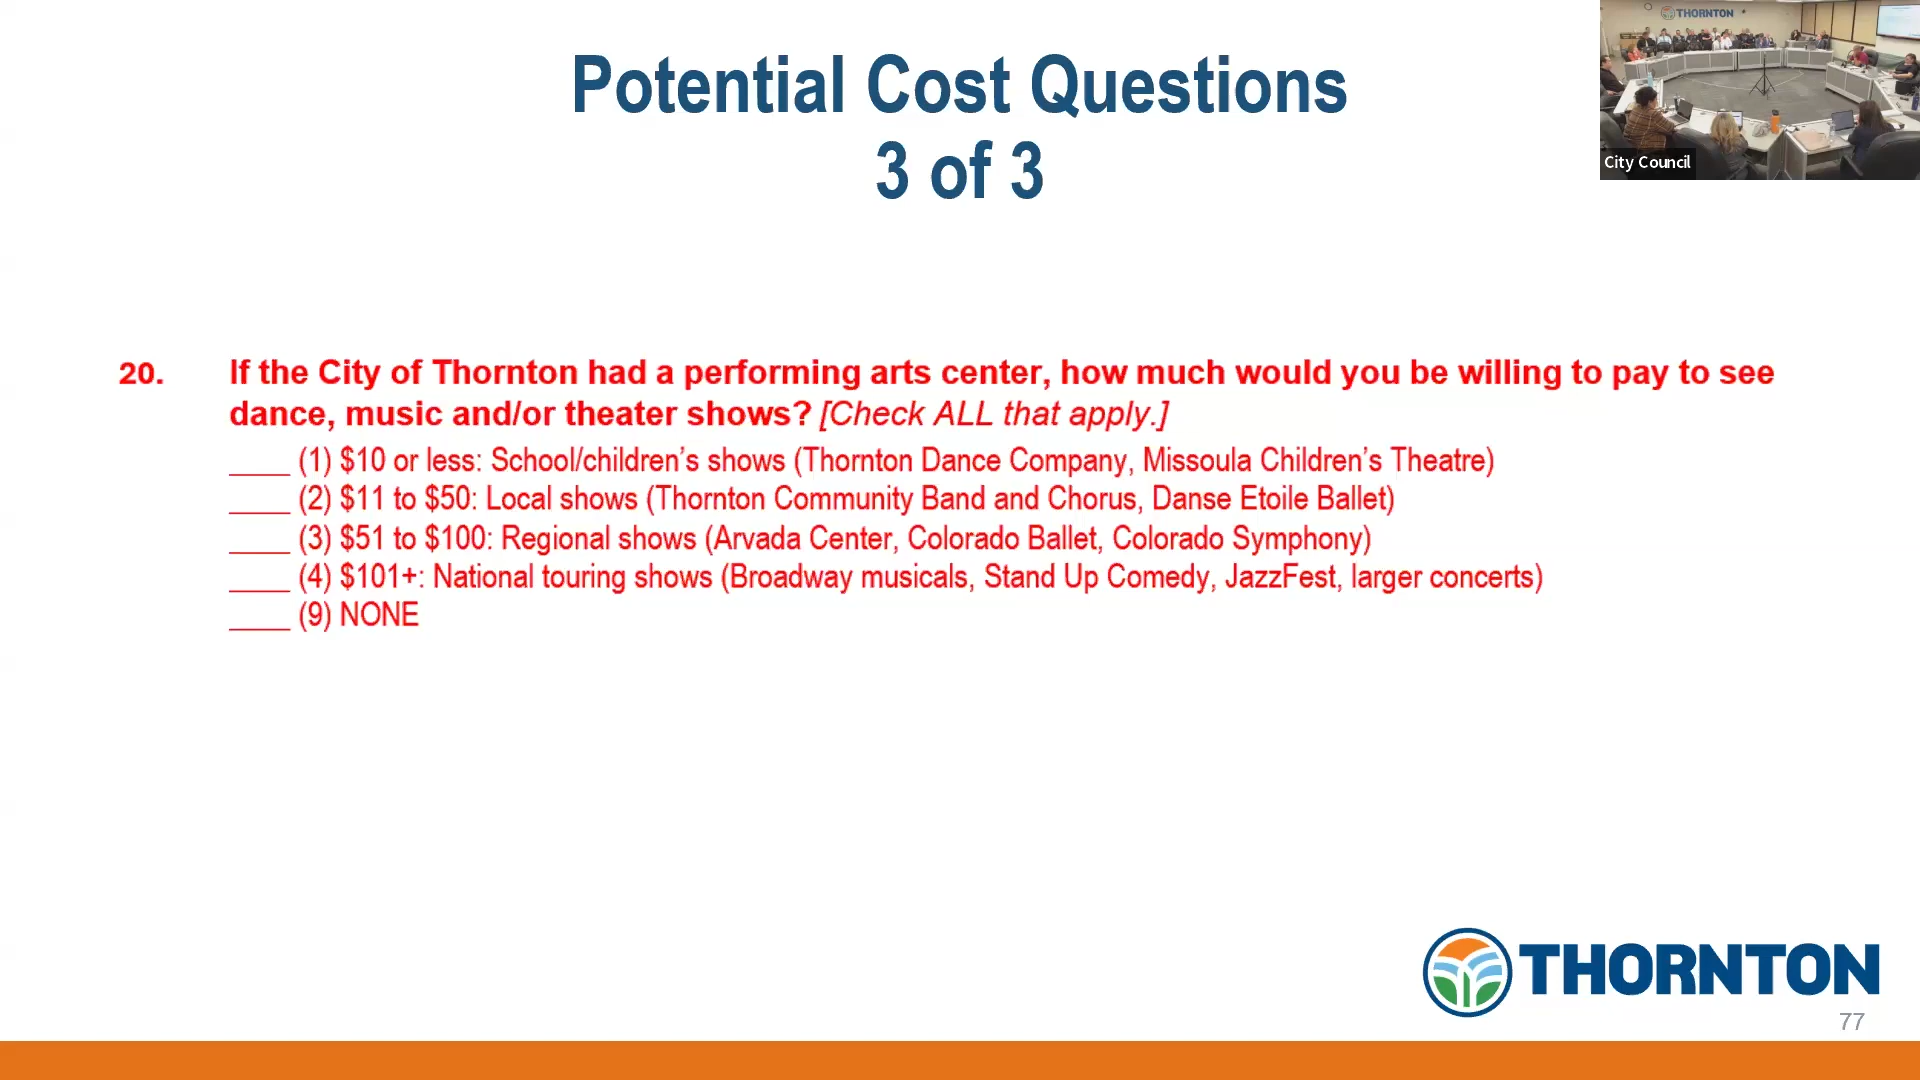 THORNTON
City Council
Potential Cost Questions
3 of 3
20. If the City of Thornton had a performing arts center, how much would you be willing to pay to see
dance, music and/or theater shows? [Check ALL that apply.]
____ (1) $10 or less: School/children’s shows (Thornton Dance Company, Missoula Children’s Theatre)
____ (2) $11 to $50: Local shows (Thornton Community Band and Chorus, Danse Etoile Ballet)
____ (3) $51 to $100: Regional shows (Arvada Center, Colorado Ballet, Colorado Symphony)
____ (4) $101+: National touring shows (Broadway musicals, Stand Up Comedy, JazzFest, larger concerts)
____ (9) NONE
THORNTON
77